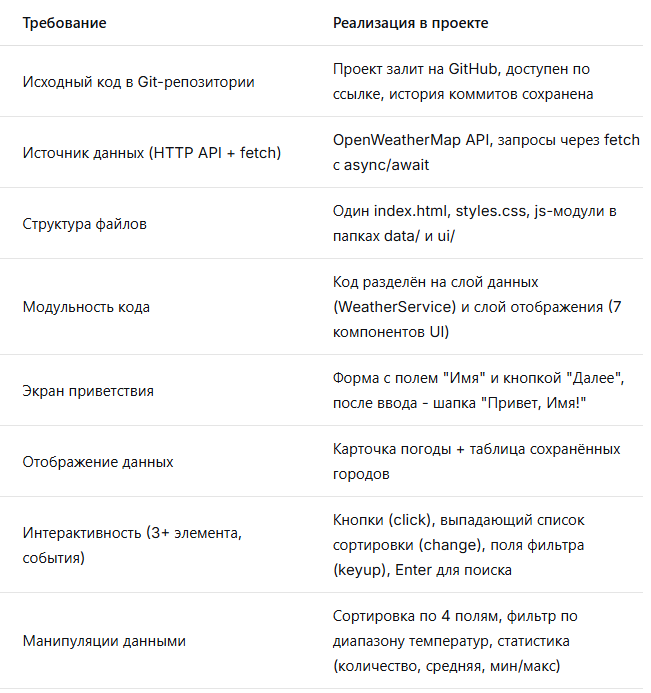 Требование Реализация в проекте
Исходный код в Git-репозитории
Проект залит на GitHub, доступен по
ссылке, история коммитов сохранена
Источник данных (HTTP API + fetch)
OpenWeatherMap API, запросы через fetch
с async/await
Структура файлов
Один index.html, styles.css, js-модули в
папках data/ и ui/
Модульность кода
Код разделён на слой данных
(WeatherService) и слой отображения (7
компонентов UI)
Экран приветствия
Форма с полем "Имя" и кнопкой "Далее",
после ввода - шапка "Привет, Имя!"
Отображение данных
Карточка погоды + таблица сохранённых
городов
Интерактивность (3+ элемента,
события)
Кнопки (click), выпадающий список
сортировки (change), поля фильтра
(keyup), Enter для поиска
Манипуляции данными
Сортировка по 4 полям, фильтр по
диапазону температур, статистика
(количество, средняя, мин/макс)